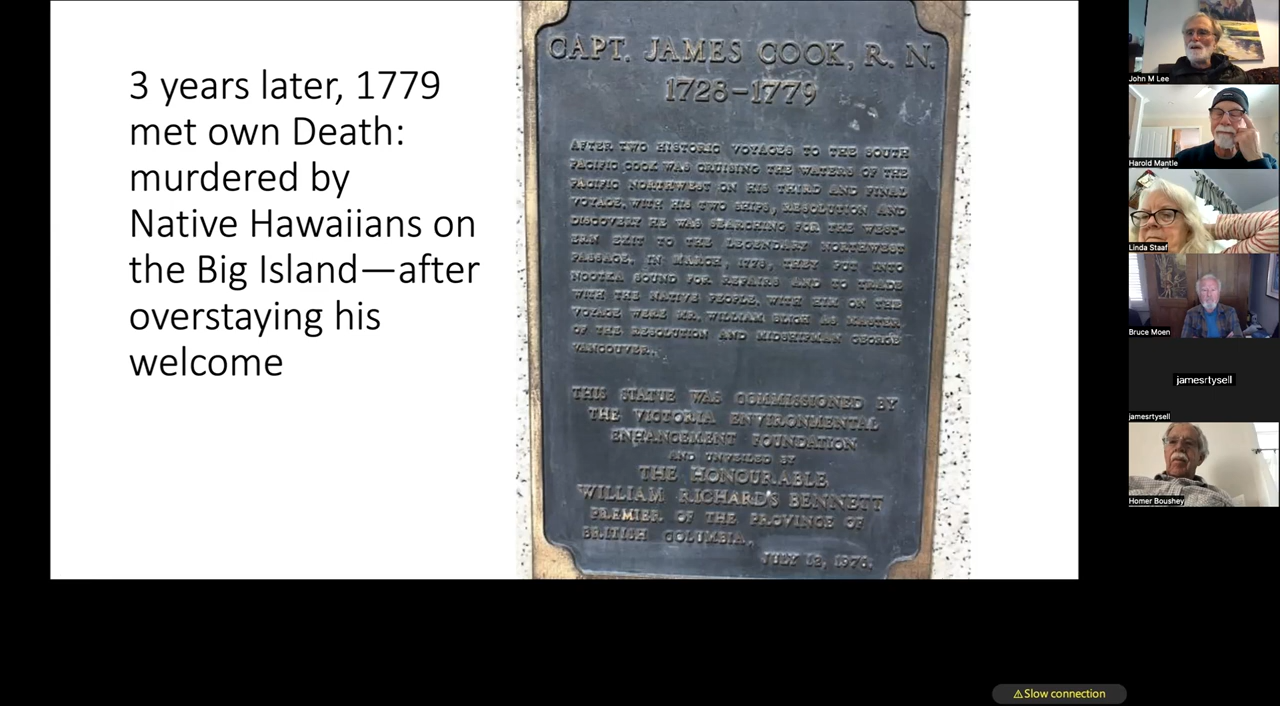 3 years later, 1779
met own Death:
murdered by
Native Hawaiians on
the Big Island—after
overstaying his
welcome
CAPT. JAMES COOK, R. N.
1728–1779
AFTER TWO HISTORIC VOYAGES TO THE SOUTH
PACIFIC COOK WAS CRUISING THE WATERS OF THE
PACIFIC NORTHWEST ON HIS THIRD AND FINAL
VOYAGE. WITH HIS TWO SHIPS, RESOLUTION AND
DISCOVERY HE WAS SEARCHING FOR THE WEST-
ERN EXIT TO THE LEGENDARY NORTHWEST
PASSAGE. IN MARCH, 1778, THEY PUT INTO
NOOTKA SOUND FOR REPAIRS AND TO TRADE
WITH THE NATIVE PEOPLE. WITH HIM ON THE
VOYAGE WERE MR. WILLIAM BLIGH AS MASTER
OF THE RESOLUTION AND MIDSHIPMAN GEORGE
VANCOUVER.
THIS STATUE WAS COMMISSIONED BY
THE VICTORIA ENVIRONMENTAL
ENHANCEMENT FOUNDATION
AND UNVEILED BY
THE HONOURABLE
WILLIAM RICHARDS BENNETT
PREMIER OF THE PROVINCE OF
BRITISH COLUMBIA,
JULY 12, 1976.
John M Lee
Harold Mantle
Linda Staaf
Bruce Moen
jamesrtysell
jamesrtysell
Homer Boushey
⚠Slow connection